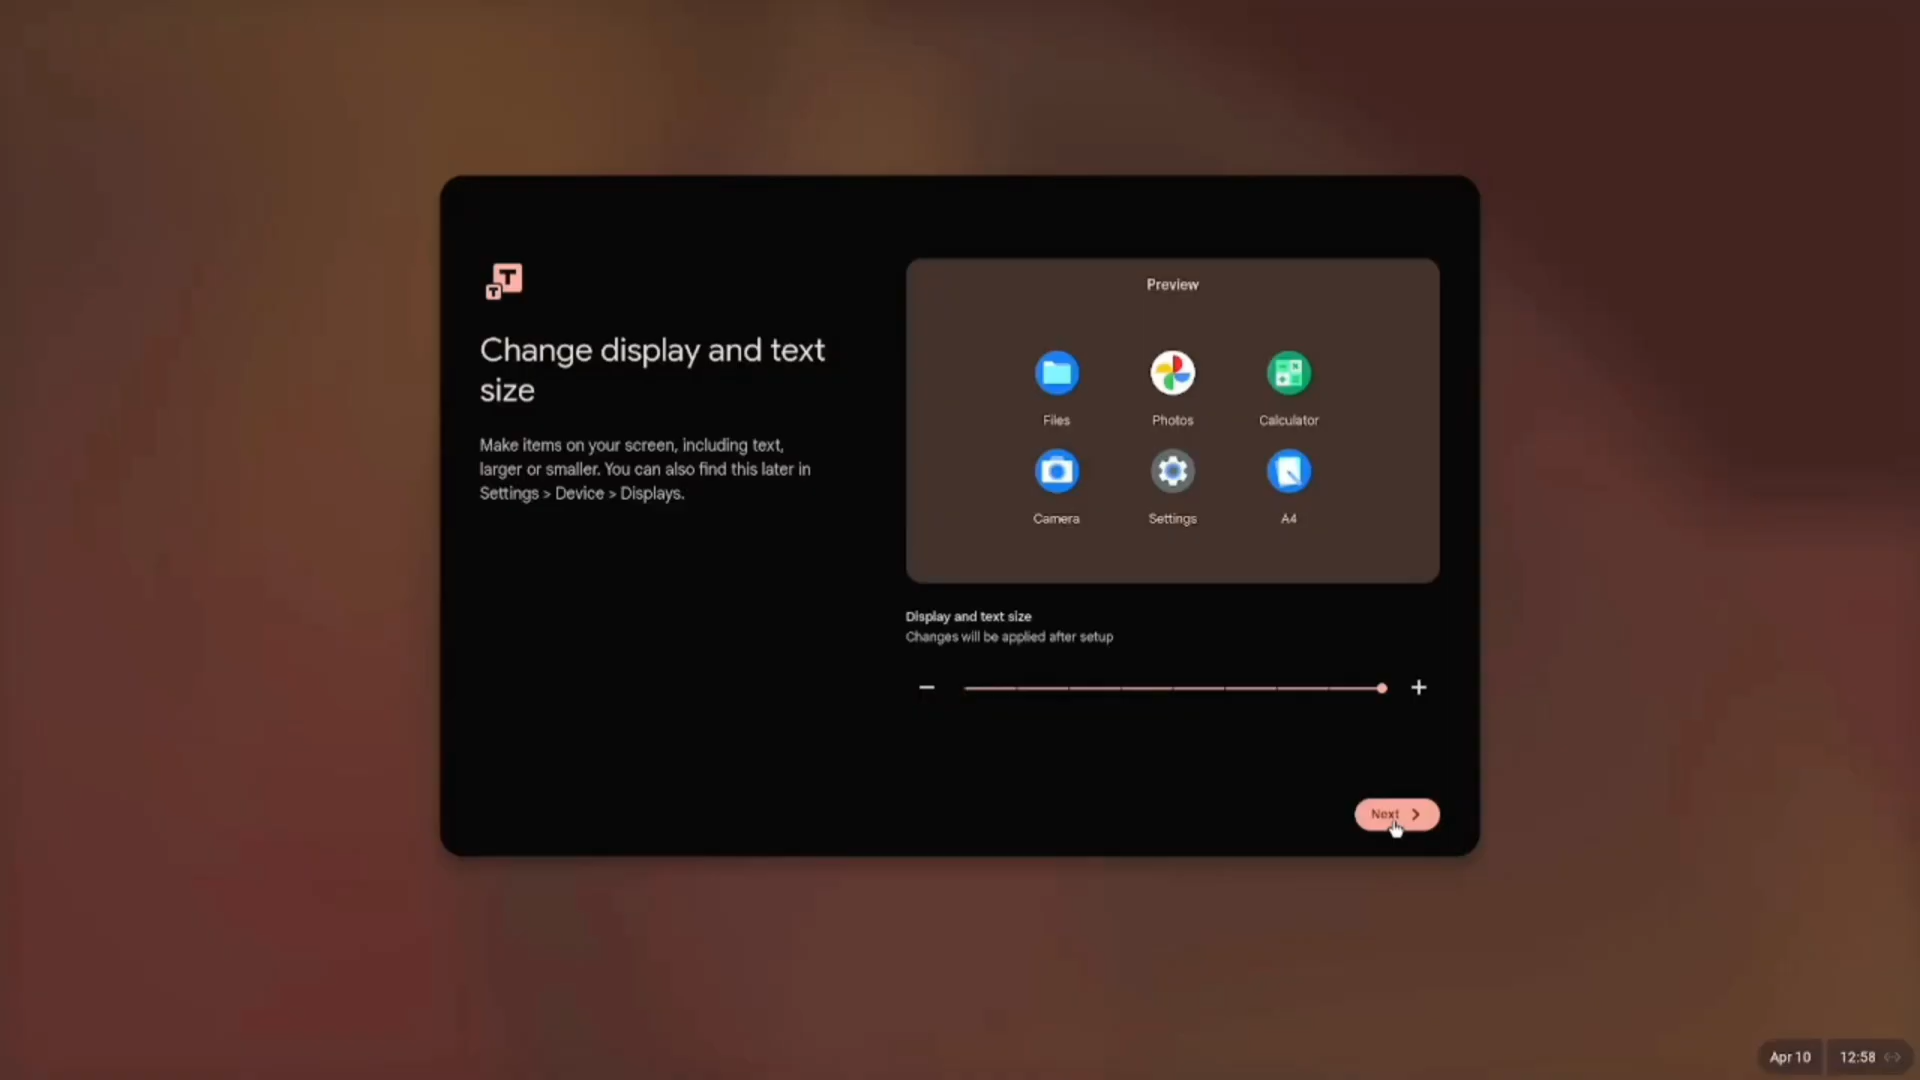 Change display and text
size
Make items on your screen, including text,
larger or smaller. You can also find this later in
Settings > Device > Displays.
Preview
Files
Photos
Calculator
Camera
Settings
A4
Display and text size
Changes will be applied after setup
Next
Apr 10
12:58